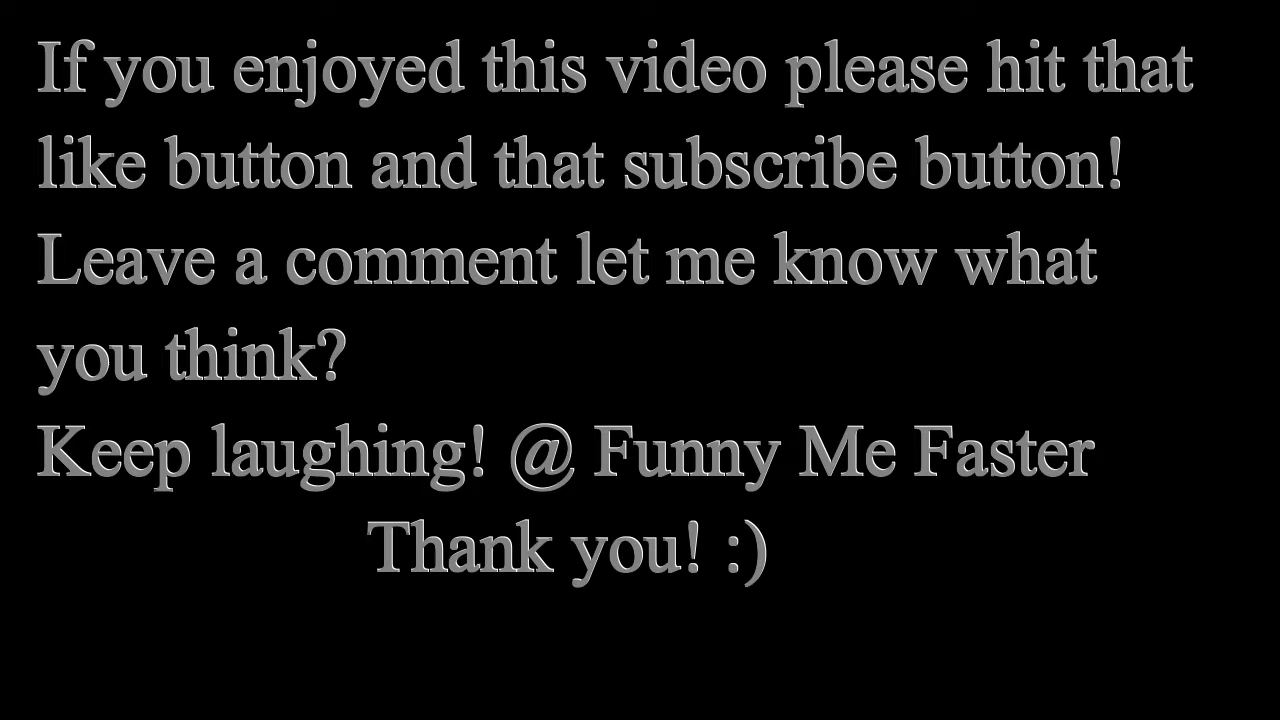 If you enjoyed this video please hit that
like button and that subscribe button!
Leave a comment let me know what
you think?
Keep laughing! @ Funny Me Faster
Thank you! :)